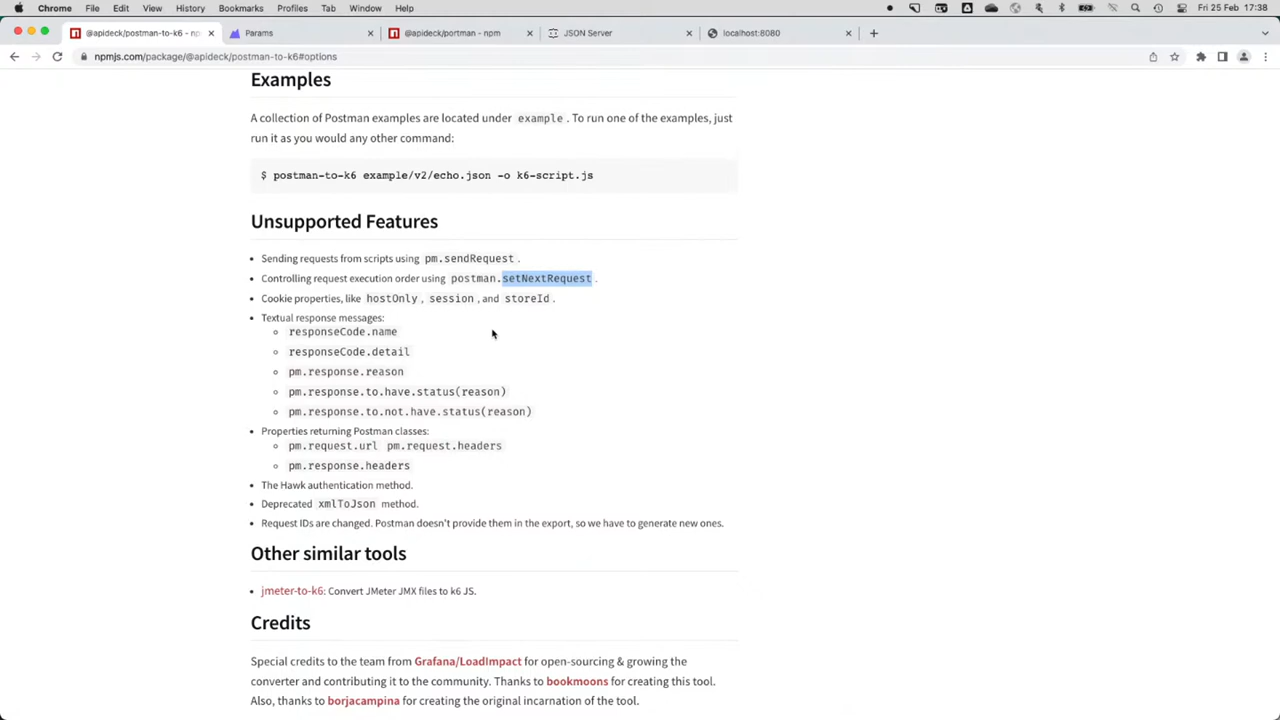 Chrome File Edit View History Bookmarks Profiles Tab Window Help Fri 25 Feb 17:38
@apideck/postman-to-k6 - np Params @apideck/portman - npm JSON Server localhost:8080
npmjs.com/package/@apideck/postman-to-k6#options
Examples
A collection of Postman examples are located under example. To run one of the examples, just
run it as you would any other command:
$ postman-to-k6 example/v2/echo.json -o k6-script.js
Unsupported Features
• Sending requests from scripts using pm.sendRequest.
• Controlling request execution order using postman.setNextRequest.
• Cookie properties, like hostOnly, session, and storeId.
• Textual response messages:
◦ responseCode.name
◦ responseCode.detail
◦ pm.response.reason
◦ pm.response.to.have.status(reason)
◦ pm.response.to.not.have.status(reason)
• Properties returning Postman classes:
◦ pm.request.url pm.request.headers
◦ pm.response.headers
• The Hawk authentication method.
• Deprecated xmlToJson method.
• Request IDs are changed. Postman doesn't provide them in the export, so we have to generate new ones.
Other similar tools
• jmeter-to-k6: Convert JMeter JMX files to k6 JS.
Credits
Special credits to the team from Grafana/LoadImpact for open-sourcing & growing the
converter and contributing it to the community. Thanks to bookmoons for creating this tool.
Also, thanks to borjacampina for creating the original incarnation of the tool.